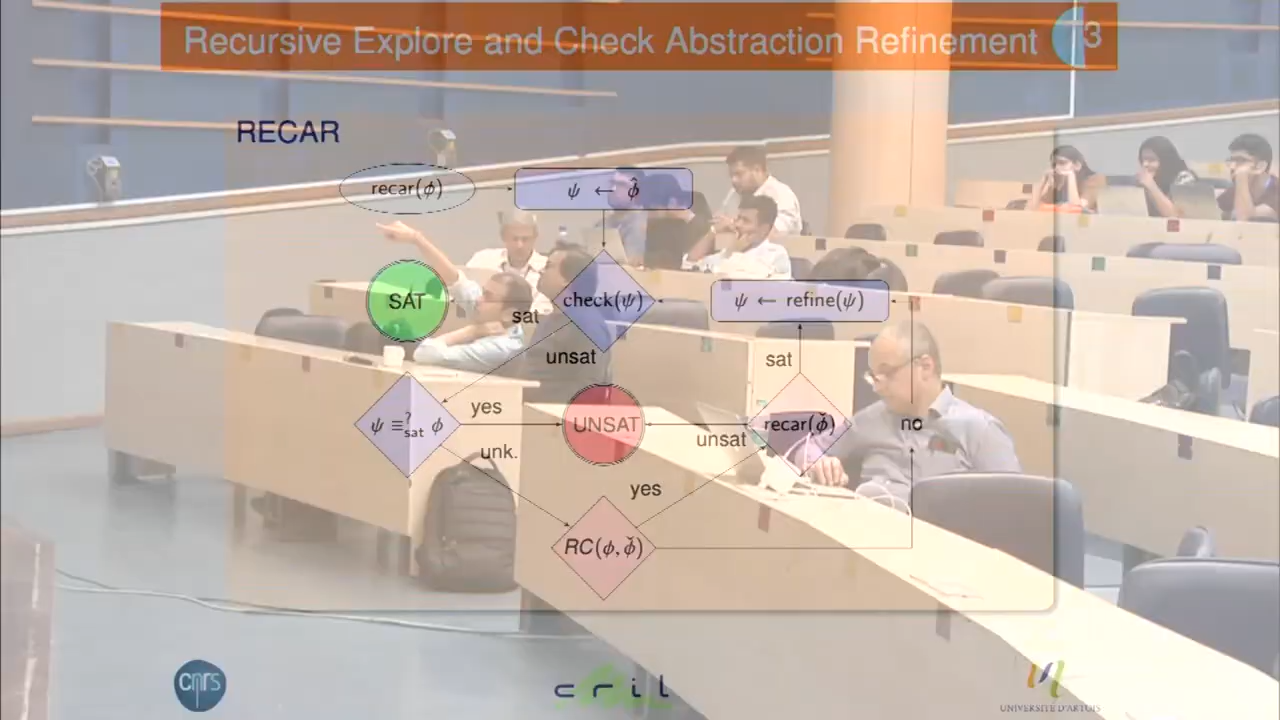 Recursive Explore and Check Abstraction Refinement
3
RECAR
recar(ϕ)
ψ ← ϕ̂
SAT
check(ψ)
ψ ← refine(ψ)
sat
unsat
sat
ψ ≡?sat ϕ
yes
UNSAT
unsat
recar(ϕ̌)
no
unk.
yes
RC(ϕ, ϕ̌)
cnrs
cril
UNIVERSITÉ D'ARTOIS